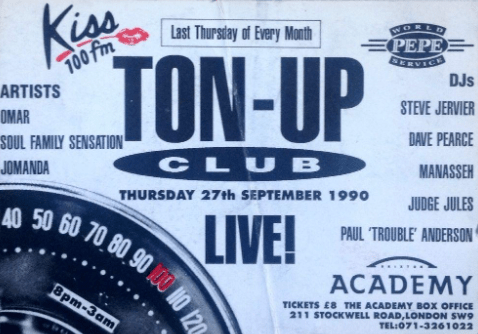 Kiss
100 fm
Last Thursday of Every Month
WORLD
PEPE
SERVICE
TON-UP
CLUB
THURSDAY 27th SEPTEMBER 1990
LIVE!
ARTISTS
OMAR
SOUL FAMILY SENSATION
JOMANDA
DJs
STEVE JERVIER
DAVE PEARCE
MANASSEH
JUDGE JULES
PAUL 'TROUBLE' ANDERSON
40 50 60 70 80 90 100 110 120
8pm-3am
BRIXTON
ACADEMY
TICKETS £8 THE ACADEMY BOX OFFICE
211 STOCKWELL ROAD, LONDON SW9
TEL:071-3261022